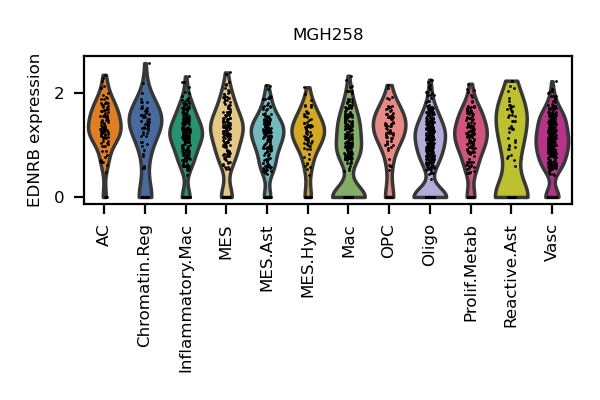 MGH258
EDNRB expression
2
0
AC
Chromatin.Reg
Inflammatory.Mac
MES
MES.Ast
MES.Hyp
Mac
OPC
Oligo
Prolif.Metab
Reactive.Ast
Vasc